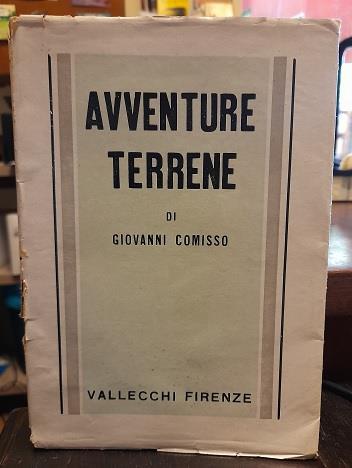 AVVENTURE
TERRENE
DI
GIOVANNI COMISSO
VALLECCHI FIRENZE